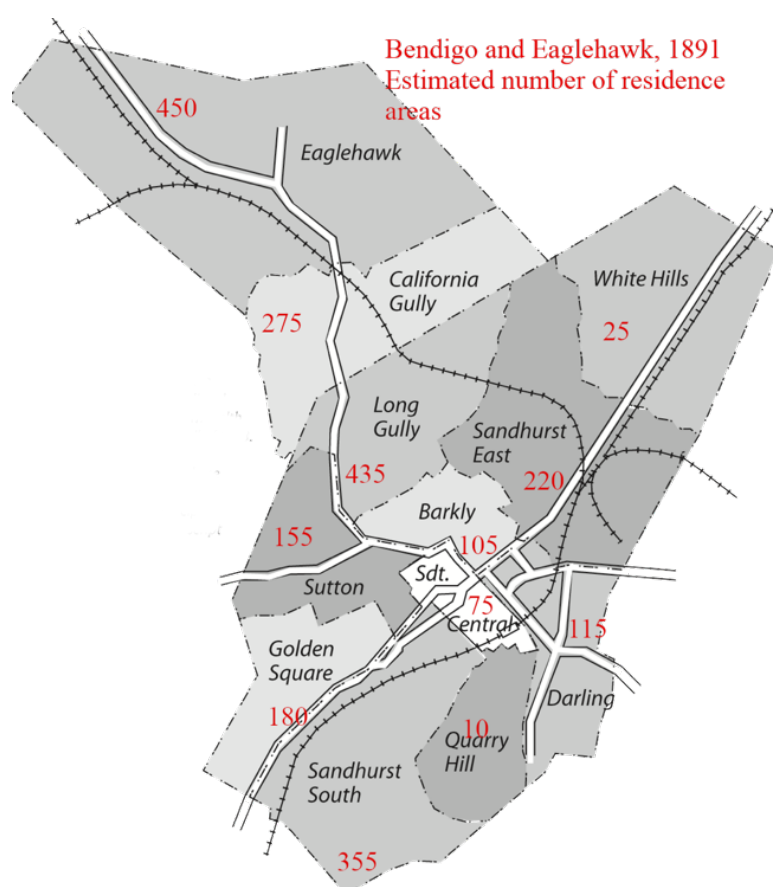 Bendigo and Eaglehawk, 1891
Estimated number of residence
areas
450
Eaglehawk
California
Gully
White Hills
275
25
Long
Gully
Sandhurst
East
435
220
Barkly
155
105
Sutton
Sdt.
75
Central
115
Golden
Square
Darling
180
10
Quarry
Hill
Sandhurst
South
355